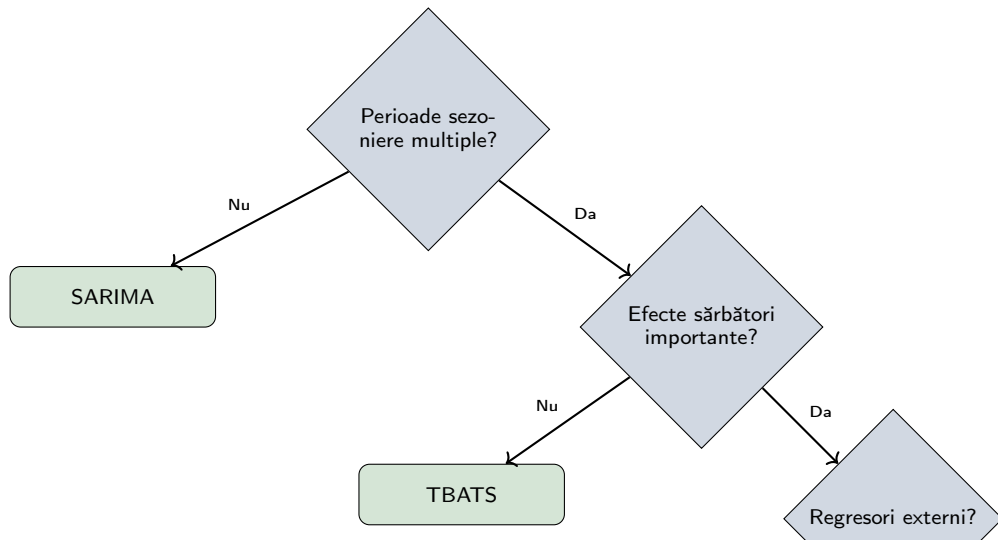 Perioade sezo-
niere multiple?
Nu
Da
SARIMA
Efecte sărbători
importante?
Nu
Da
TBATS
Regresori externi?